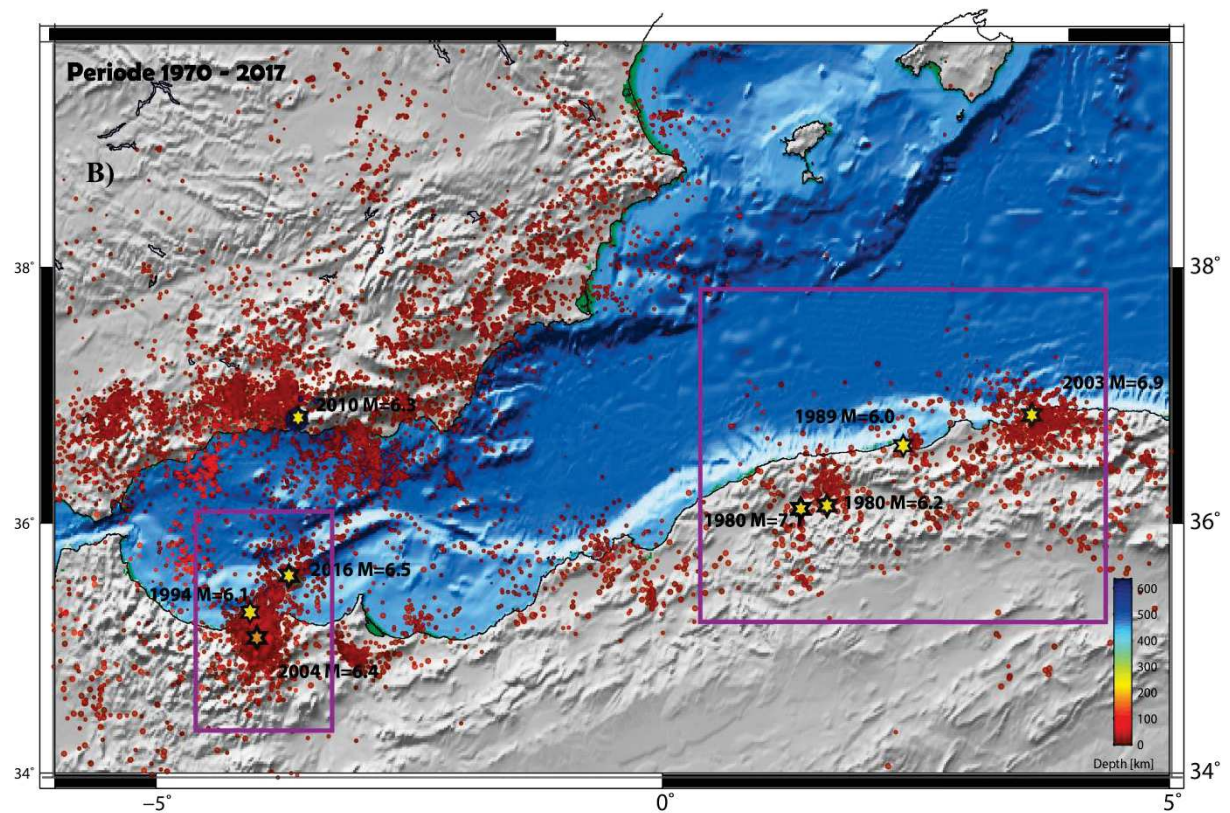 Periode 1970 - 2017
B)
38°
38°
2003 M=6.9
2010 M=6.3
1989 M=6.0
1980 M=6.2
1980 M=7
36°
36°
2016 M=6.5
1994 M=6.1
2004 M=6.4
600
500
400
300
200
100
0
Depth [km]
34°
34°
−5°
0°
5°